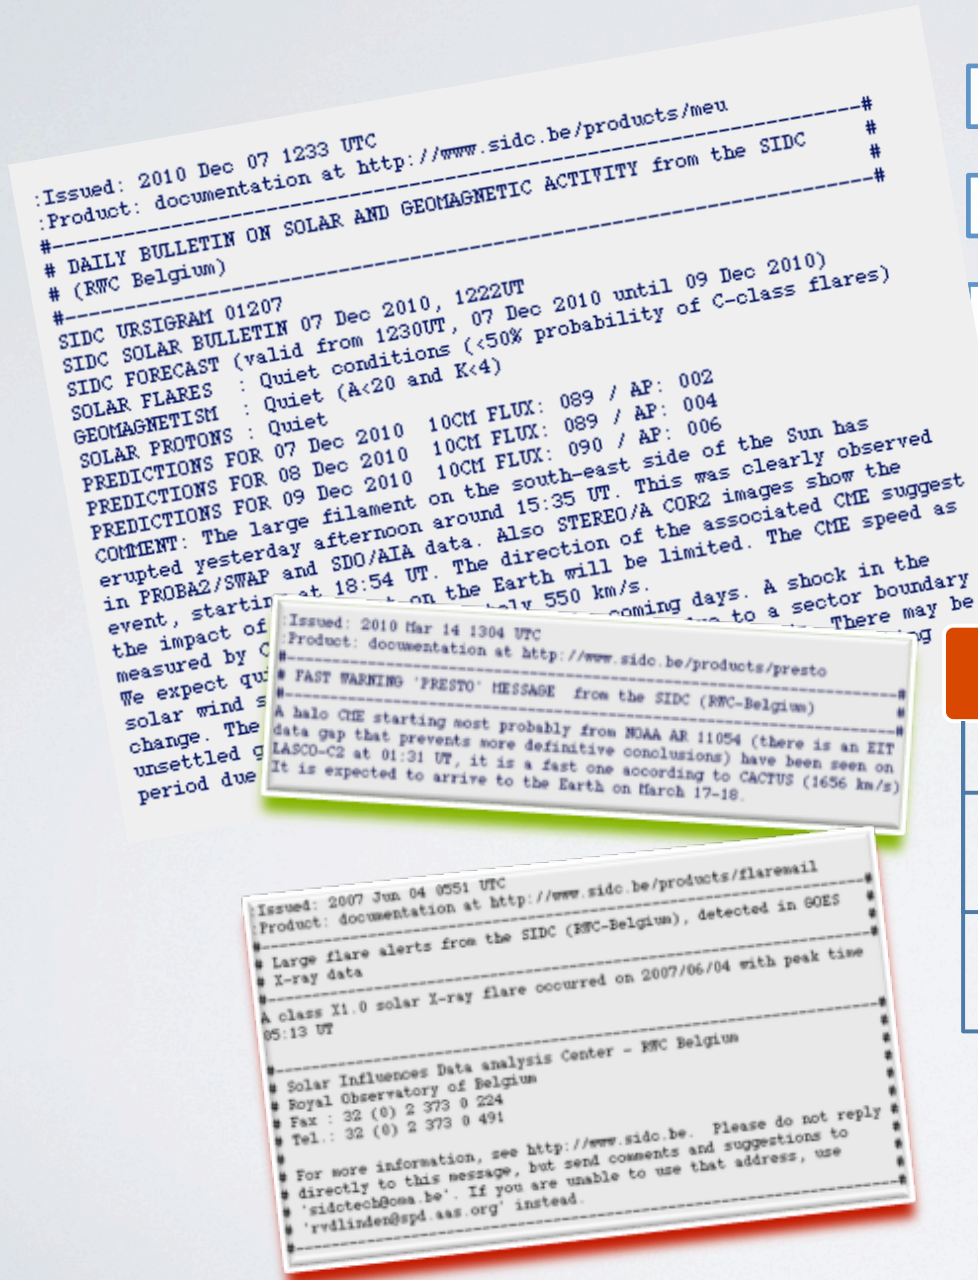 :Issued: 2010 Dec 07 1233 UTC
:Product: documentation at http://www.sidc.be/products/meu
#--------------------------------------------------------------------#
# DAILY BULLETIN ON SOLAR AND GEOMAGNETIC ACTIVITY from the SIDC #
# (RWC Belgium) #
#--------------------------------------------------------------------#
SIDC URSIGRAM 01207
SIDC SOLAR BULLETIN 07 Dec 2010, 1222UT
SIDC FORECAST (valid from 1230UT, 07 Dec 2010 until 09 Dec 2010)
SOLAR FLARES : Quiet conditions (<50% probability of C-class flares)
GEOMAGNETISM : Quiet (A<20 and K<4)
SOLAR PROTONS : Quiet
PREDICTIONS FOR 07 Dec 2010 10CM FLUX: 089 / AP: 002
PREDICTIONS FOR 08 Dec 2010 10CM FLUX: 089 / AP: 004
PREDICTIONS FOR 09 Dec 2010 10CM FLUX: 090 / AP: 006
COMMENT: The large filament on the south-east side of the Sun has
erupted yesterday afternoon around 15:35 UT. This was clearly observed
in PROBA2/SWAP and SDO/AIA data. Also STEREO/A COR2 images show the
event, starting at 18:54 UT. The direction of the associated CME suggest
the impact of on the Earth will be limited. The CME speed as
measured by 550 km/s.
We expect coming days. A shock in the
solar wind to a sector boundary
change. The There may be
unsettled
period due
:Issued: 2010 Mar 14 1304 UTC
:Product: documentation at http://www.sidc.be/products/presto
#--------------------------------------------------------------------#
# FAST WARNING 'PRESTO' MESSAGE from the SIDC (RWC-Belgium) #
#--------------------------------------------------------------------#
A halo CME starting most probably from NOAA AR 11054 (there is an EIT
data gap that prevents more definitive conclusions) have been seen on
LASCO-C2 at 01:31 UT, it is a fast one according to CACTUS (1656 km/s)
It is expected to arrive to the Earth on March 17-18.
:Issued: 2007 Jun 04 0551 UTC
:Product: documentation at http://www.sidc.be/products/flaremail
#--------------------------------------------------------------------#
# Large flare alerts from the SIDC (RWC-Belgium), detected in GOES #
# X-ray data #
#--------------------------------------------------------------------#
A class X1.0 solar X-ray flare occurred on 2007/06/04 with peak time
05:13 UT
#--------------------------------------------------------------------#
# Solar Influences Data analysis Center - RWC Belgium #
# Royal Observatory of Belgium #
# Fax : 32 (0) 2 373 0 224 #
# Tel.: 32 (0) 2 373 0 491 #
# #
# For more information, see http://www.sidc.be. Please do not reply #
# directly to this message, but send comments and suggestions to #
# 'sidctech@oma.be'. If you are unable to use that address, use #
# 'rvdlinden@spd.aas.org' instead. #
#--------------------------------------------------------------------#